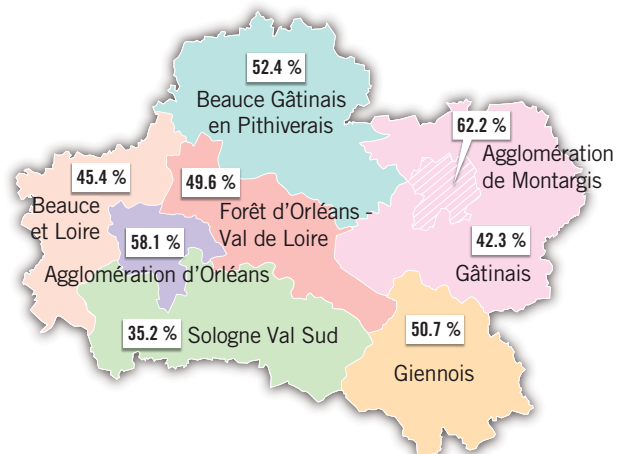 52.4 %
Beauce Gâtinais
en Pithiverais
62.2 %
Agglomération
de Montargis
45.4 %
Beauce
et Loire
49.6 %
Forêt d'Orléans -
Val de Loire
58.1 %
Agglomération d'Orléans
42.3 %
Gâtinais
35.2 %
Sologne Val Sud
50.7 %
Giennois